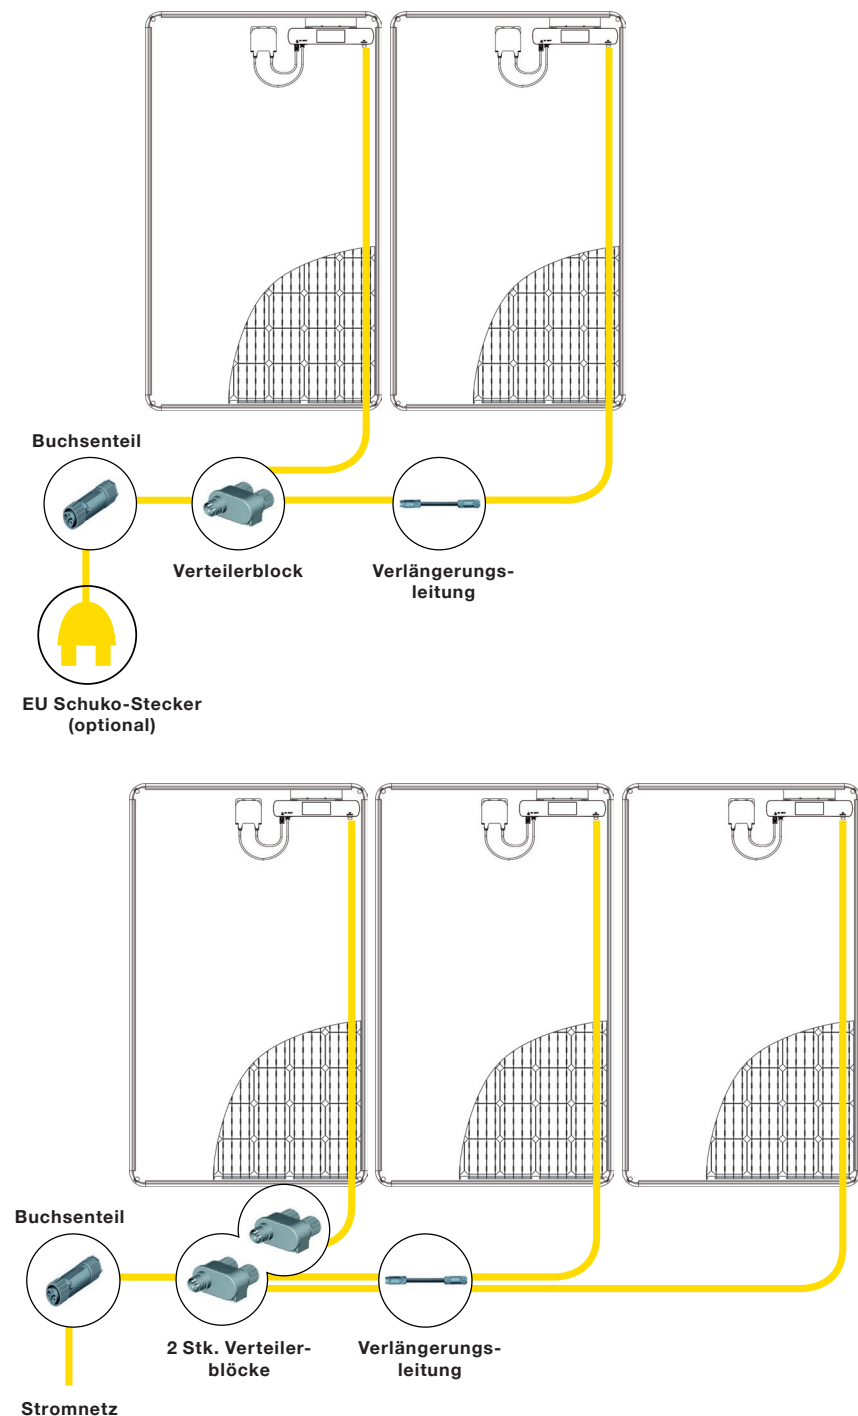 Buchsenteil
Verteilerblock
Verlängerungs-
leitung
EU Schuko-Stecker
(optional)
Buchsenteil
2 Stk. Verteiler-
blöcke
Verlängerungs-
leitung
Stromnetz